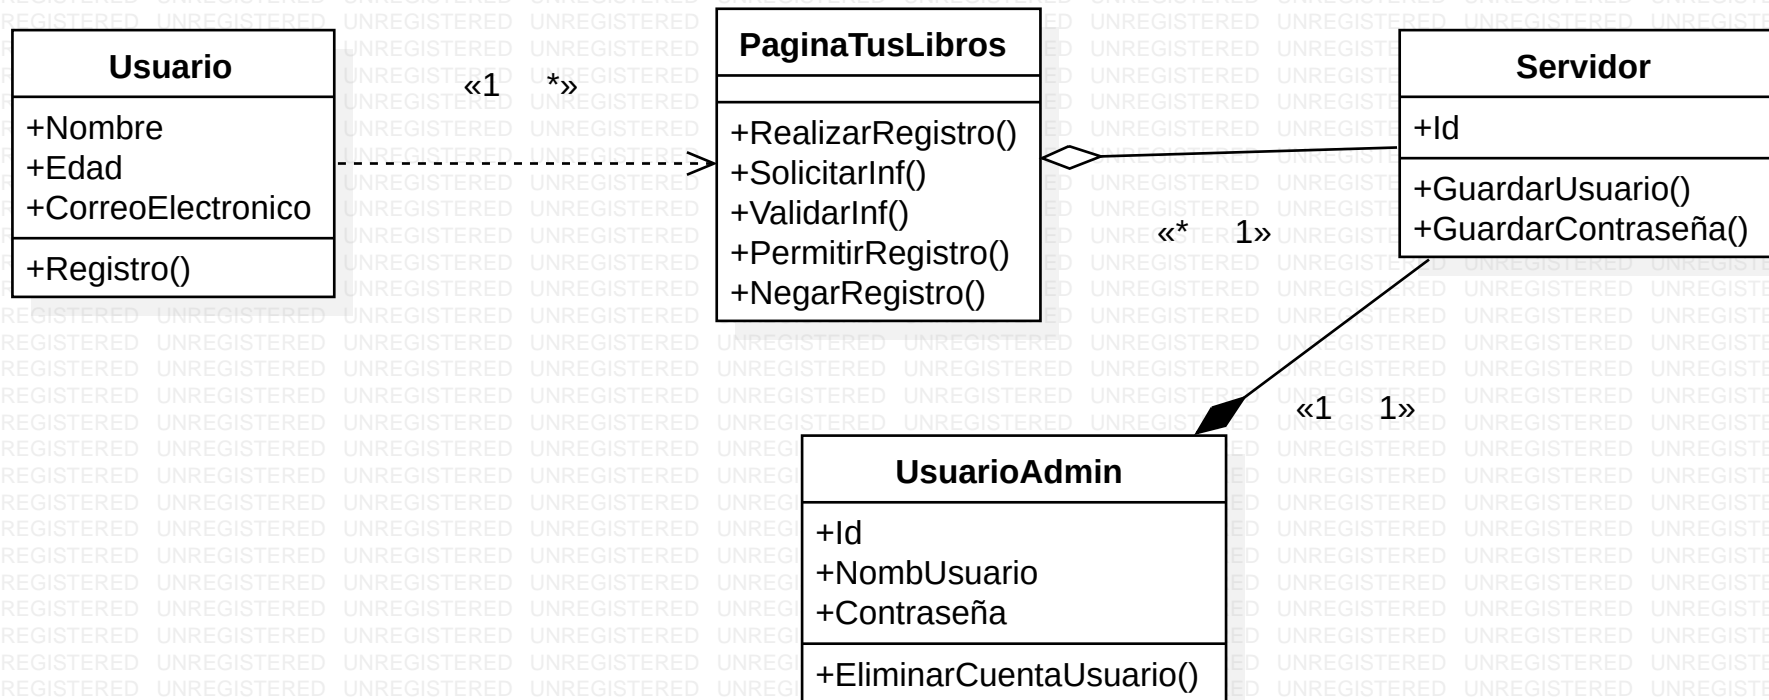 Usuario
+Nombre
+Edad
+CorreoElectronico
+Registro()
«1 *»
PaginaTusLibros
+RealizarRegistro()
+SolicitarInf()
+ValidarInf()
+PermitirRegistro()
+NegarRegistro()
«* 1»
Servidor
+Id
+GuardarUsuario()
+GuardarContraseña()
«1 1»
UsuarioAdmin
+Id
+NombUsuario
+Contraseña
+EliminarCuentaUsuario()
UNREGISTERED